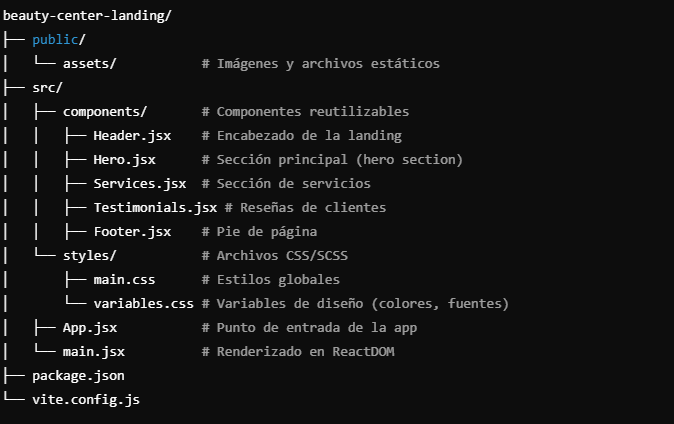 beauty-center-landing/
├── public/
│   └── assets/           # Imágenes y archivos estáticos
├── src/
│   ├── components/       # Componentes reutilizables
│   │   ├── Header.jsx    # Encabezado de la landing
│   │   ├── Hero.jsx      # Sección principal (hero section)
│   │   ├── Services.jsx  # Sección de servicios
│   │   ├── Testimonials.jsx # Reseñas de clientes
│   │   ├── Footer.jsx    # Pie de página
│   └── styles/           # Archivos CSS/SCSS
│       ├── main.css      # Estilos globales
│       └── variables.css # Variables de diseño (colores, fuentes)
│   ├── App.jsx           # Punto de entrada de la app
│   └── main.jsx          # Renderizado en ReactDOM
├── package.json
└── vite.config.js